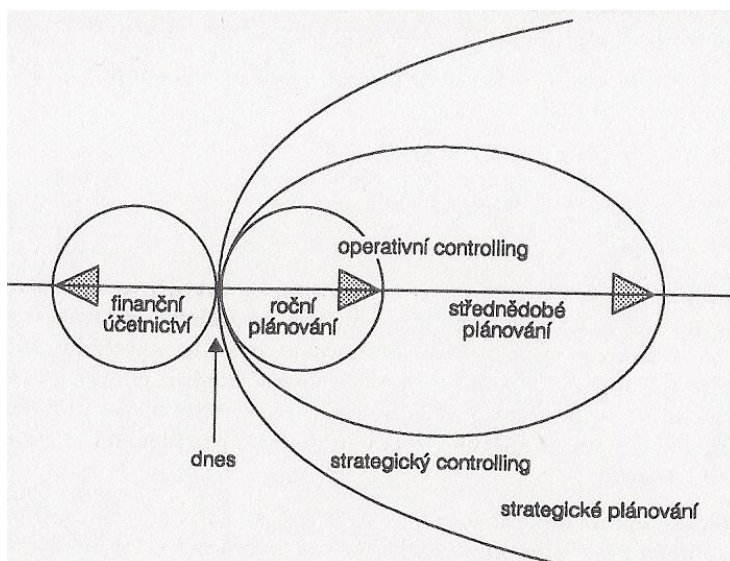 operativní controlling
finanční
účetnictví
roční
plánování
střednědobé
plánování
dnes
strategický controlling
strategické plánování